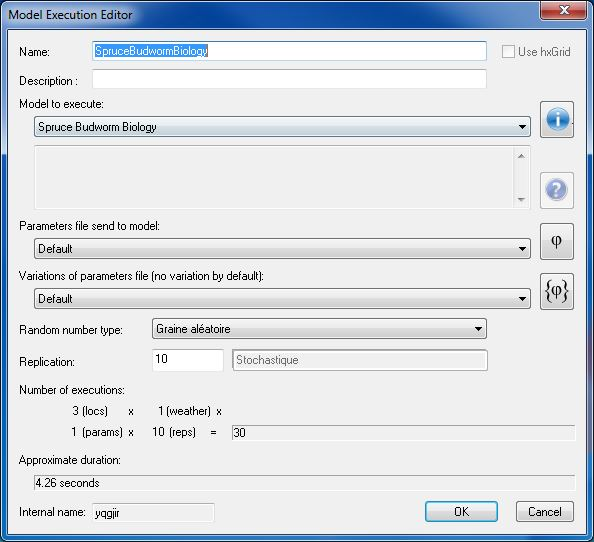 Model Execution Editor
Name: SpruceBudwormBiology Use hxGrid
Description :
Model to execute:
Spruce Budworm Biology
Parameters file send to model:
Default φ
Variations of parameters file (no variation by default):
Default {φ}
Random number type: Graine aléatoire
Replication: 10 Stochastique
Number of executions:
3 (locs) x 1 (weather) x
1 (params) x 10 (reps) = 30
Approximate duration:
4.26 seconds
Internal name: yqgjir OK Cancel